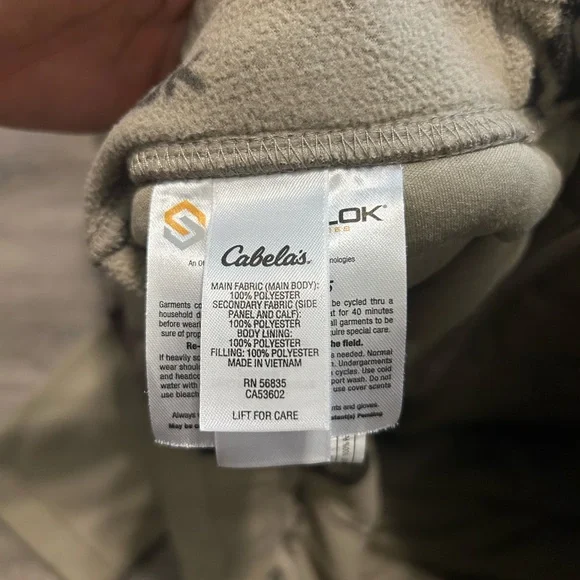 LOK®
An
nologies
Cabela's
MAIN FABRIC (MAIN BODY):
100% POLYESTER
SECONDARY FABRIC (SIDE
PANEL AND CALF):
100% POLYESTER
BODY LINING:
100% POLYESTER
FILLING: 100% POLYESTER
MADE IN VIETNAM
RN 56835
CA53602
LIFT FOR CARE
Garments
be cycled thru a
household
at for 40 minutes
before wear
all garments to be
sure of prop
quire special care.
Re-
the field.
If heavily
needed. Normal
wear should
Undergarments
and headc
cycles. Use cold
water with
port wash. Do not
use bleach
use cover scents
Always
ants and gloves.
May be
Pending